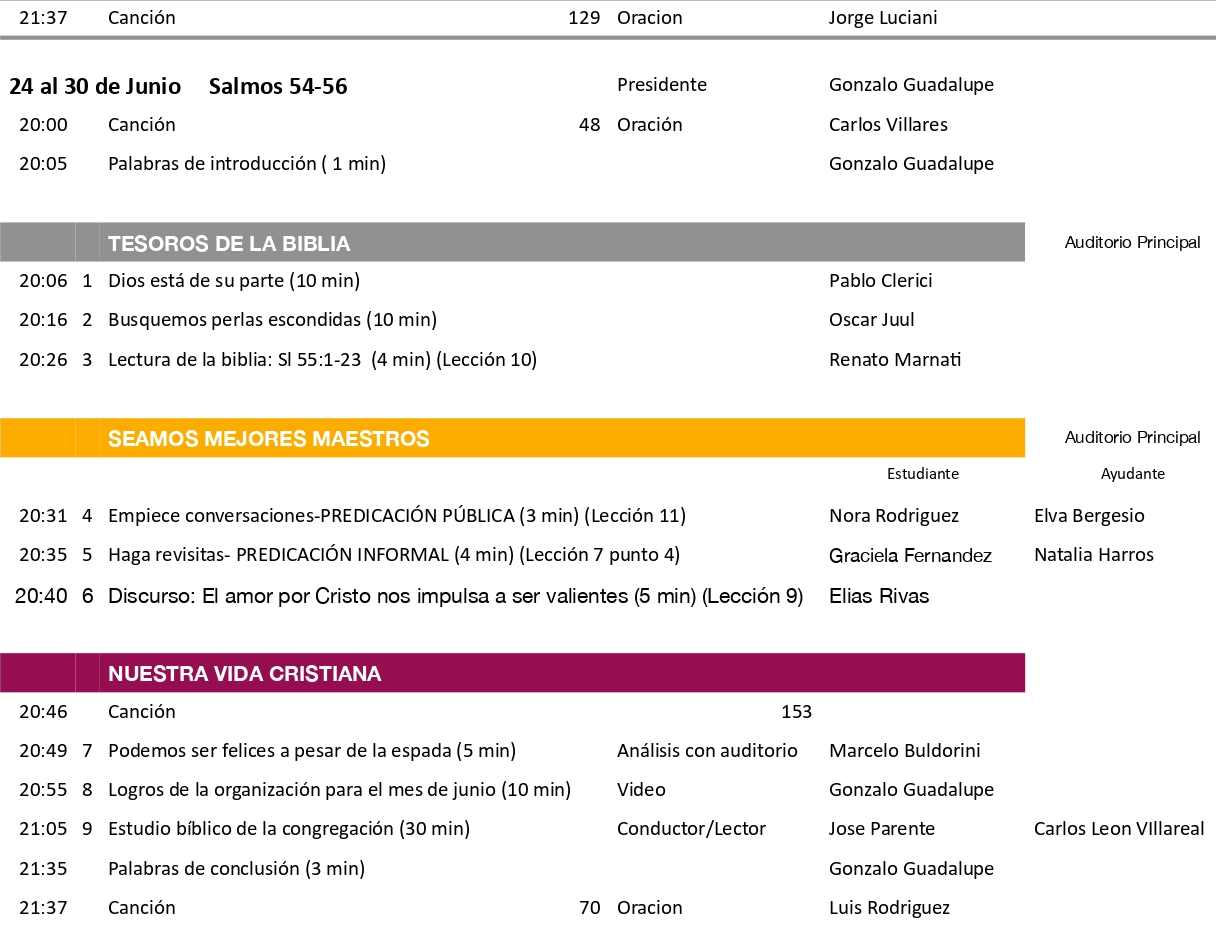 21:37 Canción 129 Oracion Jorge Luciani
24 al 30 de Junio Salmos 54-56 Presidente Gonzalo Guadalupe
20:00 Canción 48 Oración Carlos Villares
20:05 Palabras de introducción ( 1 min) Gonzalo Guadalupe
TESOROS DE LA BIBLIA Auditorio Principal
20:06 1 Dios está de su parte (10 min) Pablo Clerici
20:16 2 Busquemos perlas escondidas (10 min) Oscar Juul
20:26 3 Lectura de la biblia: Sl 55:1-23 (4 min) (Lección 10) Renato Marnati
SEAMOS MEJORES MAESTROS Auditorio Principal
Estudiante Ayudante
20:31 4 Empiece conversaciones-PREDICACIÓN PÚBLICA (3 min) (Lección 11) Nora Rodriguez Elva Bergesio
20:35 5 Haga revisitas- PREDICACIÓN INFORMAL (4 min) (Lección 7 punto 4) Graciela Fernandez Natalia Harros
20:40 6 Discurso: El amor por Cristo nos impulsa a ser valientes (5 min) (Lección 9) Elias Rivas
NUESTRA VIDA CRISTIANA
20:46 Canción 153
20:49 7 Podemos ser felices a pesar de la espada (5 min) Análisis con auditorio Marcelo Buldorini
20:55 8 Logros de la organización para el mes de junio (10 min) Video Gonzalo Guadalupe
21:05 9 Estudio bíblico de la congregación (30 min) Conductor/Lector Jose Parente Carlos Leon VIllareal
21:35 Palabras de conclusión (3 min) Gonzalo Guadalupe
21:37 Canción 70 Oracion Luis Rodriguez